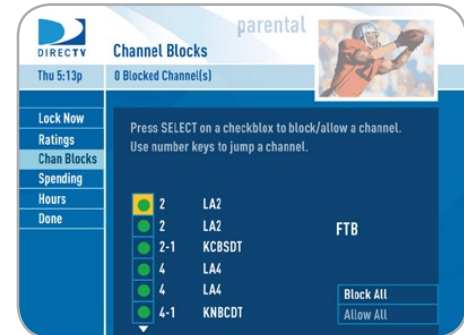 parental
DIRECTV
Channel Blocks
Thu 5:13p
0 Blocked Channel(s)
Lock Now
Ratings
Chan Blocks
Spending
Hours
Done
Press SELECT on a checkblox to block/allow a channel.
Use number keys to jump a channel.
2 LA2
2 LA2
2-1 KCBSDT
4 LA4
4 LA4
4-1 KNBCDT
FTB
Block All
Allow All